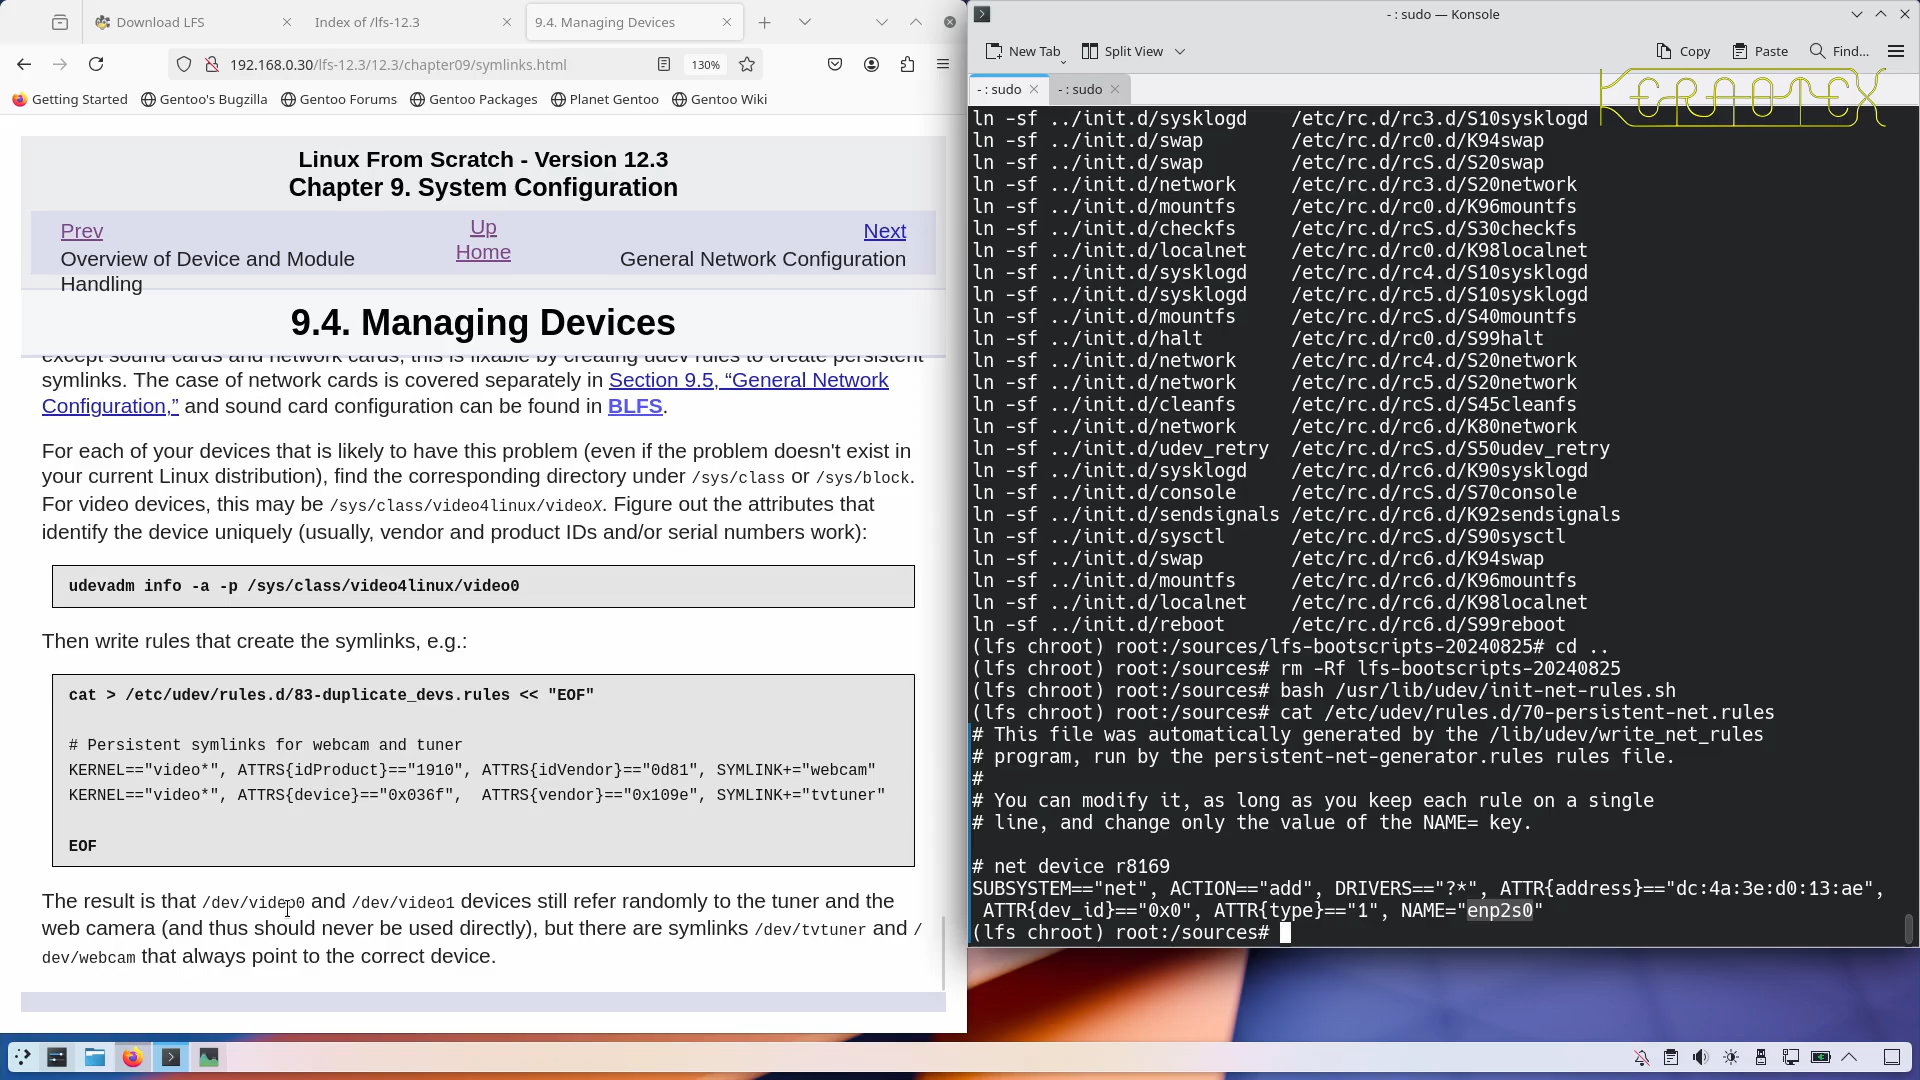 Download LFS
Index of /lfs-12.3
9.4. Managing Devices
192.168.0.30/lfs-12.3/12.3/chapter09/symlinks.html
130%
Getting Started
Gentoo's Bugzilla
Gentoo Forums
Gentoo Packages
Planet Gentoo
Gentoo Wiki
Linux From Scratch - Version 12.3
Chapter 9. System Configuration
Prev
Up
Next
Home
Overview of Device and Module Handling
General Network Configuration
9.4. Managing Devices
except sound cards and network cards, this is fixable by creating udev rules to create persistent
symlinks. The case of network cards is covered separately in Section 9.5, “General Network
Configuration,” and sound card configuration can be found in BLFS.
For each of your devices that is likely to have this problem (even if the problem doesn't exist in
your current Linux distribution), find the corresponding directory under /sys/class or /sys/block.
For video devices, this may be /sys/class/video4linux/videoX. Figure out the attributes that
identify the device uniquely (usually, vendor and product IDs and/or serial numbers work):
udevadm info -a -p /sys/class/video4linux/video0
Then write rules that create the symlinks, e.g.:
cat > /etc/udev/rules.d/83-duplicate_devs.rules << "EOF"
# Persistent symlinks for webcam and tuner
KERNEL=="video*", ATTRS{idProduct}=="1910", ATTRS{idVendor}=="0d81", SYMLINK+="webcam"
KERNEL=="video*", ATTRS{device}=="0x036f",  ATTRS{vendor}=="0x109e", SYMLINK+="tvtuner"
EOF
The result is that /dev/video0 and /dev/video1 devices still refer randomly to the tuner and the
web camera (and thus should never be used directly), but there are symlinks /dev/tvtuner and /
dev/webcam that always point to the correct device.
- : sudo — Konsole
New Tab
Split View
Copy
Paste
Find...
- : sudo
- : sudo
KERAOTEX
ln -sf ../init.d/sysklogd    /etc/rc.d/rc3.d/S10sysklogd
ln -sf ../init.d/swap        /etc/rc.d/rc0.d/K94swap
ln -sf ../init.d/swap        /etc/rc.d/rcS.d/S20swap
ln -sf ../init.d/network     /etc/rc.d/rc3.d/S20network
ln -sf ../init.d/mountfs     /etc/rc.d/rc0.d/K96mountfs
ln -sf ../init.d/checkfs     /etc/rc.d/rcS.d/S30checkfs
ln -sf ../init.d/localnet    /etc/rc.d/rc0.d/K98localnet
ln -sf ../init.d/sysklogd    /etc/rc.d/rc4.d/S10sysklogd
ln -sf ../init.d/sysklogd    /etc/rc.d/rc5.d/S10sysklogd
ln -sf ../init.d/mountfs     /etc/rc.d/rcS.d/S40mountfs
ln -sf ../init.d/halt        /etc/rc.d/rc0.d/S99halt
ln -sf ../init.d/network     /etc/rc.d/rc4.d/S20network
ln -sf ../init.d/network     /etc/rc.d/rc5.d/S20network
ln -sf ../init.d/cleanfs     /etc/rc.d/rcS.d/S45cleanfs
ln -sf ../init.d/network     /etc/rc.d/rc6.d/K80network
ln -sf ../init.d/udev_retry  /etc/rc.d/rcS.d/S50udev_retry
ln -sf ../init.d/sysklogd    /etc/rc.d/rc6.d/K90sysklogd
ln -sf ../init.d/console     /etc/rc.d/rcS.d/S70console
ln -sf ../init.d/sendsignals /etc/rc.d/rc6.d/K92sendsignals
ln -sf ../init.d/sysctl      /etc/rc.d/rcS.d/S90sysctl
ln -sf ../init.d/swap        /etc/rc.d/rc6.d/K94swap
ln -sf ../init.d/mountfs     /etc/rc.d/rc6.d/K96mountfs
ln -sf ../init.d/localnet    /etc/rc.d/rc6.d/K98localnet
ln -sf ../init.d/reboot      /etc/rc.d/rc6.d/S99reboot
(lfs chroot) root:/sources/lfs-bootscripts-20240825# cd ..
(lfs chroot) root:/sources# rm -Rf lfs-bootscripts-20240825
(lfs chroot) root:/sources# bash /usr/lib/udev/init-net-rules.sh
(lfs chroot) root:/sources# cat /etc/udev/rules.d/70-persistent-net.rules
# This file was automatically generated by the /lib/udev/write_net_rules
# program, run by the persistent-net-generator.rules rules file.
#
# You can modify it, as long as you keep each rule on a single
# line, and change only the value of the NAME= key.
# net device r8169
SUBSYSTEM=="net", ACTION=="add", DRIVERS=="?*", ATTR{address}=="dc:4a:3e:d0:13:ae",
ATTR{dev_id}=="0x0", ATTR{type}=="1", NAME="enp2s0"
(lfs chroot) root:/sources#